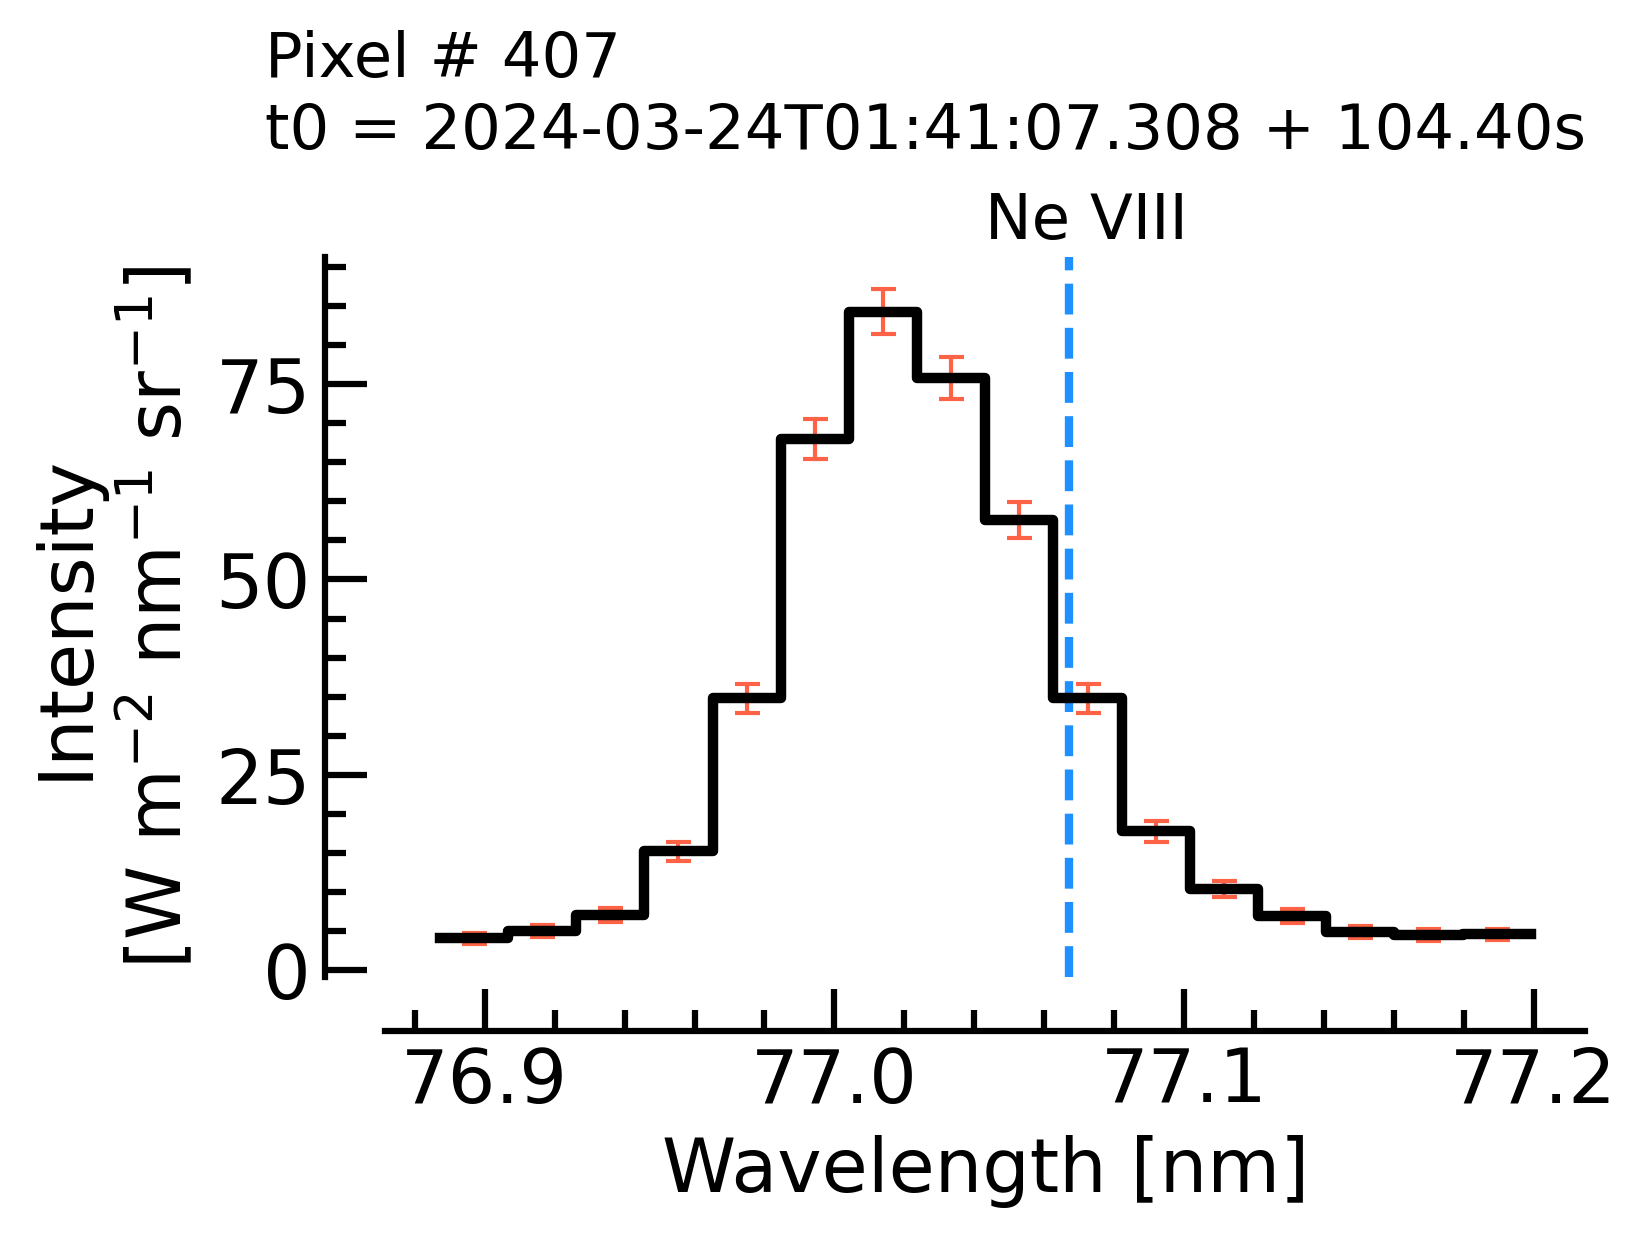 Pixel # 407
t0 = 2024-03-24T01:41:07.308 + 104.40s
Ne VIII
Intensity
[W m⁻² nm⁻¹ sr⁻¹]
75
50
25
0
76.9 77.0 77.1 77.2
Wavelength [nm]